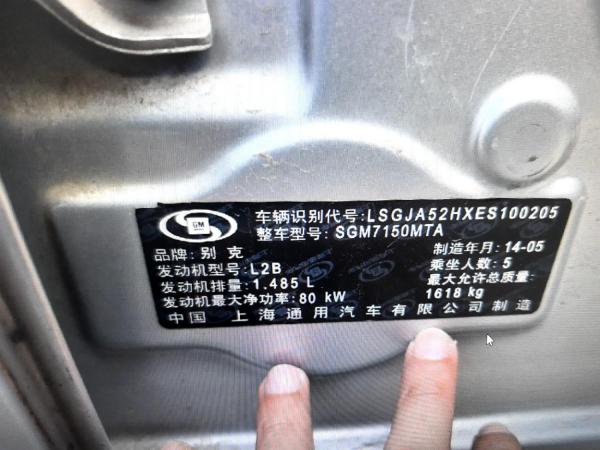 GM
车辆识别代号:LSGJA52HXES100205
整车型号: SGM7150MTA
品牌: 别克 制造年月: 14-05
发动机型号: L2B 乘坐人数: 5
发动机排量: 1.485 L 最大允许总质量:
发动机最大净功率: 80 kW 1618 kg
中国 上海通用汽车有限公司制造